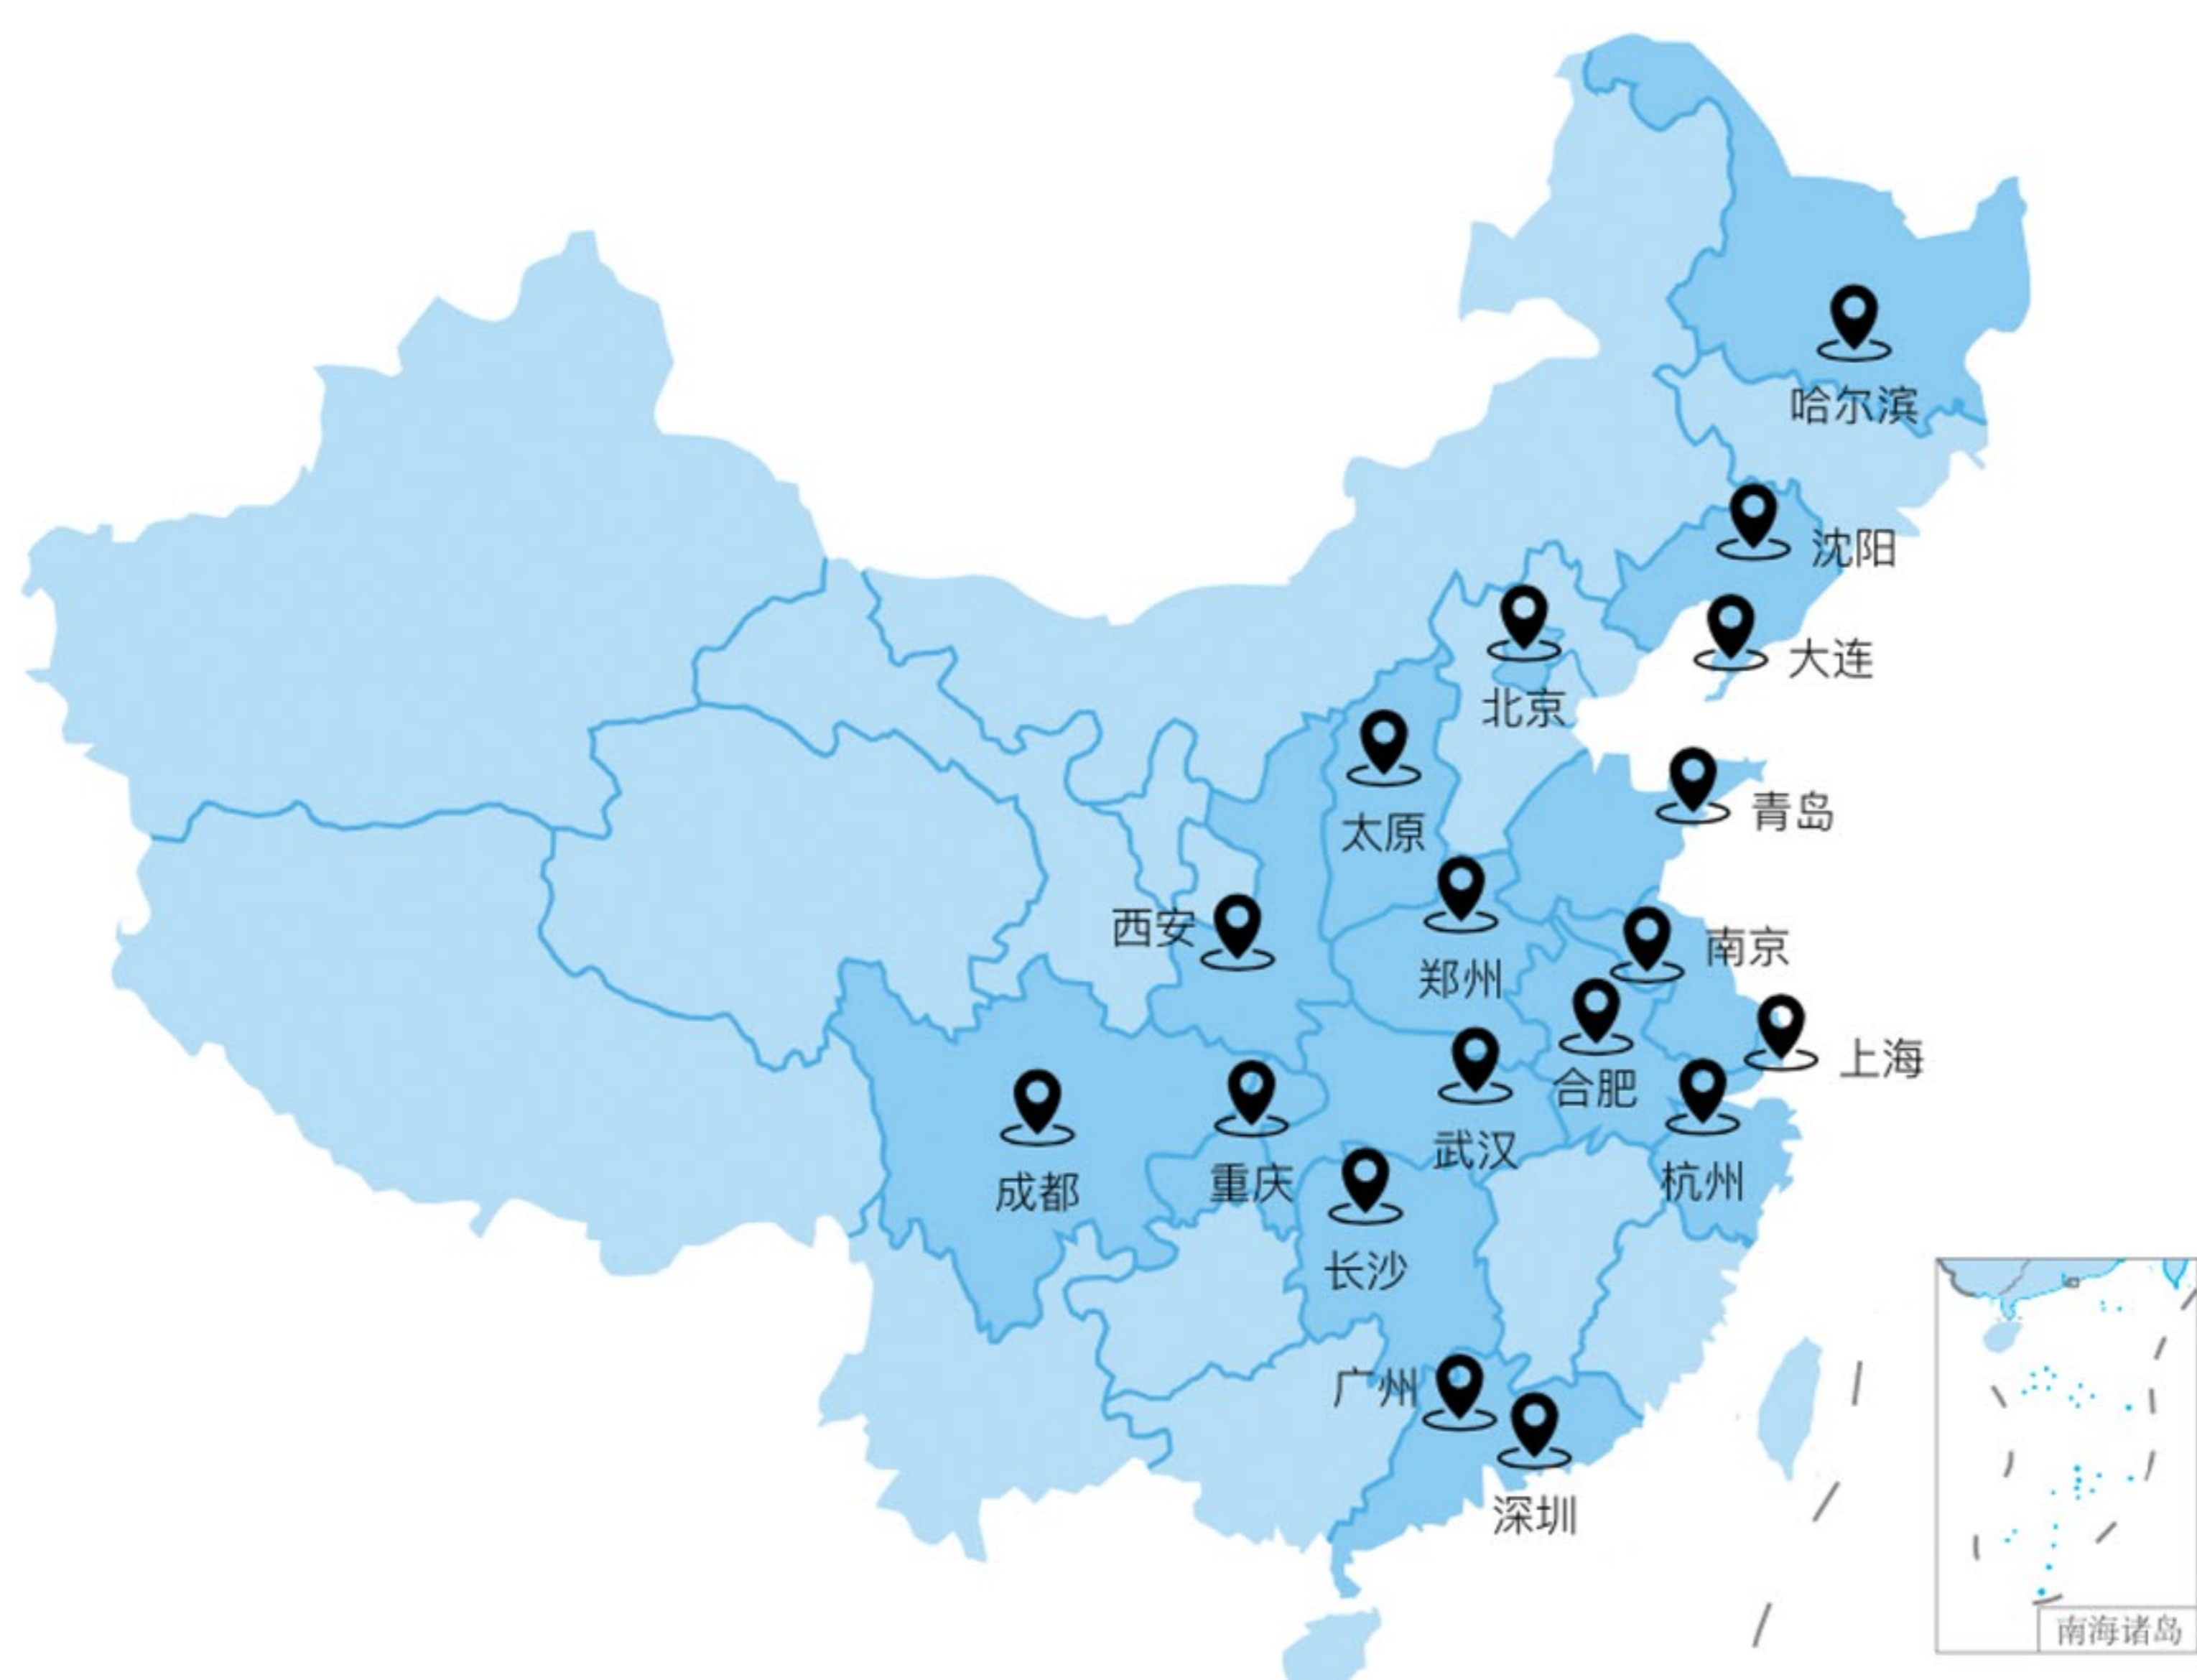 哈尔滨
沈阳
大连
北京
青岛
太原
西安
郑州
南京
上海
合肥
武汉
杭州
成都
重庆
长沙
广州
深圳
南海诸岛